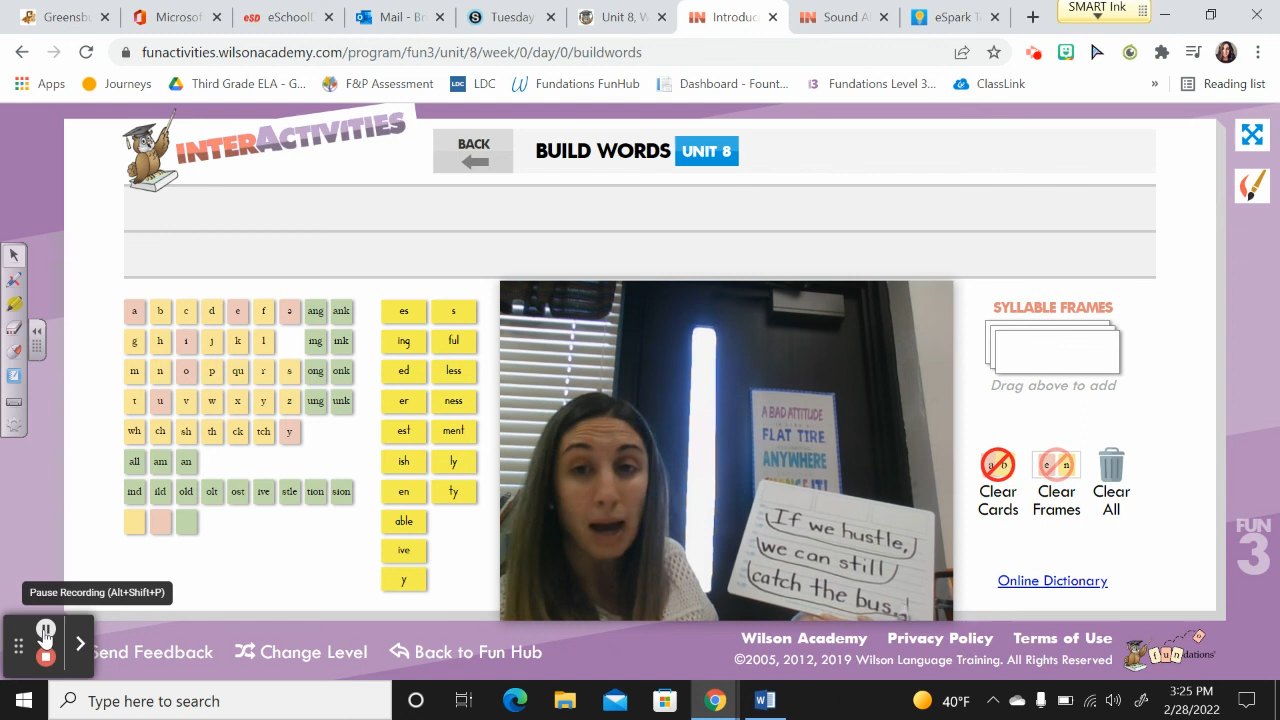 Greensb
Microsof
eSchoolD
Mail - Bri
Tuesday
Unit 8, W
Introduc
Sound A
eSpark T
SMART Ink
funactivities.wilsonacademy.com/program/fun3/unit/8/week/0/day/0/buildwords
Apps
Journeys
Third Grade ELA - G...
F&P Assessment
LDC
Fundations FunHub
Dashboard - Fount...
Fundations Level 3...
ClassLink
»
Reading list
INTERACTIVITIES
BACK
BUILD WORDS UNIT 8
a b c d e f ə ang ank
g h i j k l ing ink
m n o p qu r s ong onk
t u v w x y z ung unk
wh ch sh th ck tch y
all am an
ind ild old olt ost ive stle tion sion
es s
ing ful
ed less
er ness
est ment
ish ly
en ty
able
ive
y
A BAD ATTITUDE
FLAT TIRE
ANYWHERE
If we hustle,
we can still
catch the bus.
SYLLABLE FRAMES
Drag above to add
Clear Cards
Clear Frames
Clear All
Online Dictionary
FUN
3
Pause Recording (Alt+Shift+P)
Send Feedback
Change Level
Back to Fun Hub
Wilson Academy
Privacy Policy
Terms of Use
©2005, 2012, 2019 Wilson Language Training. All Rights Reserved
fundations
Type here to search
40°F
3:25 PM
2/28/2022